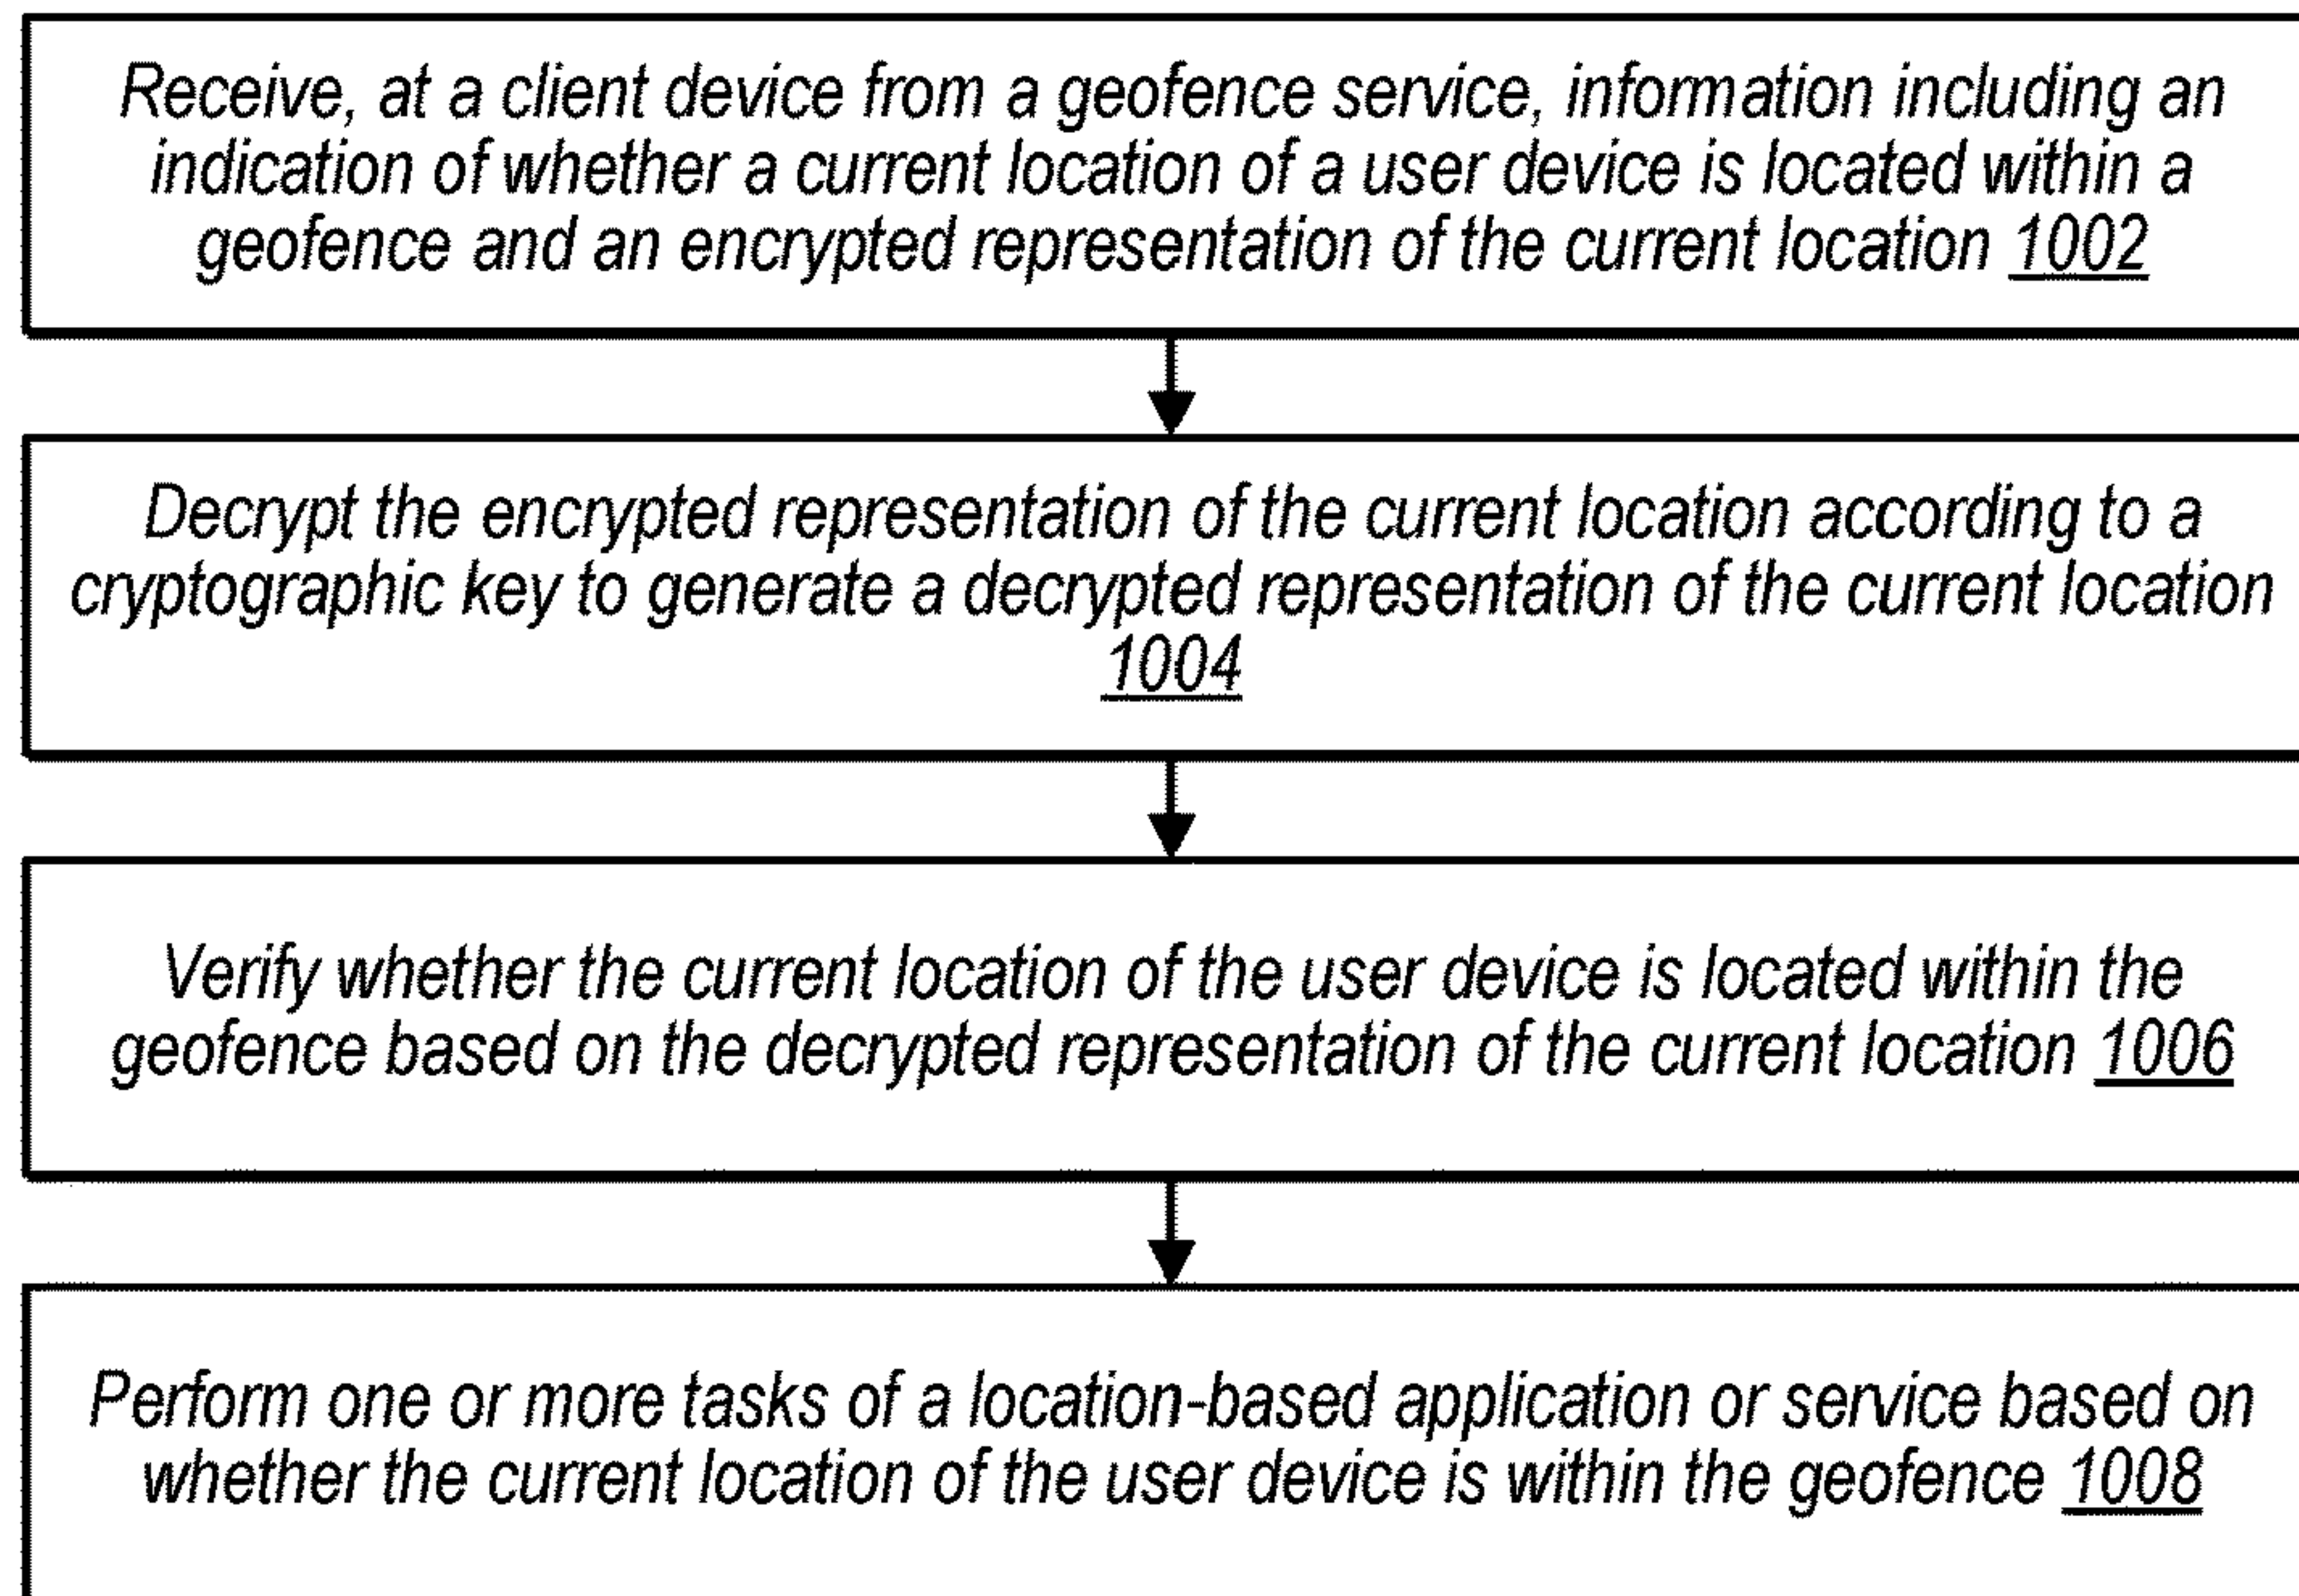 Receive, at a client device from a geofence service, information including an
indication of whether a current location of a user device is located within a
geofence and an encrypted representation of the current location 1002
Decrypt the encrypted representation of the current location according to a
cryptographic key to generate a decrypted representation of the current location
1004
Verify whether the current location of the user device is located within the
geofence based on the decrypted representation of the current location 1006
Perform one or more tasks of a location-based application or service based on
whether the current location of the user device is within the geofence 1008